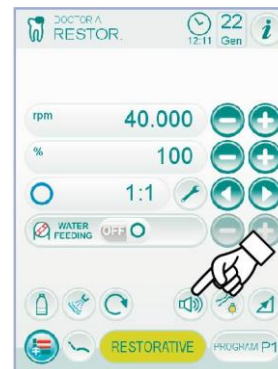 DOCTOR A
RESTOR.
12:11
22
Gen
i
rpm
40.000
%
100
1:1
WATER
FEEDING
OFF
RESTORATIVE
PROGRAM P1